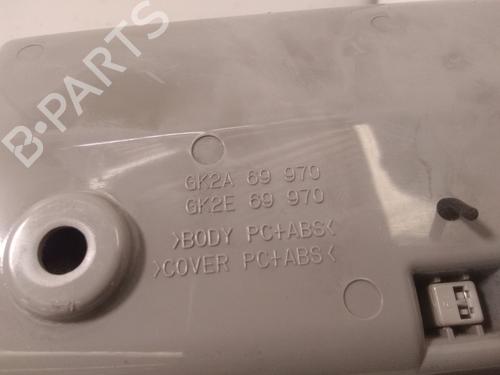 B-PARTS
GK2A 69 970
GK2E 69 970
>BODY PC+ABS<
>COVER PC+ABS<